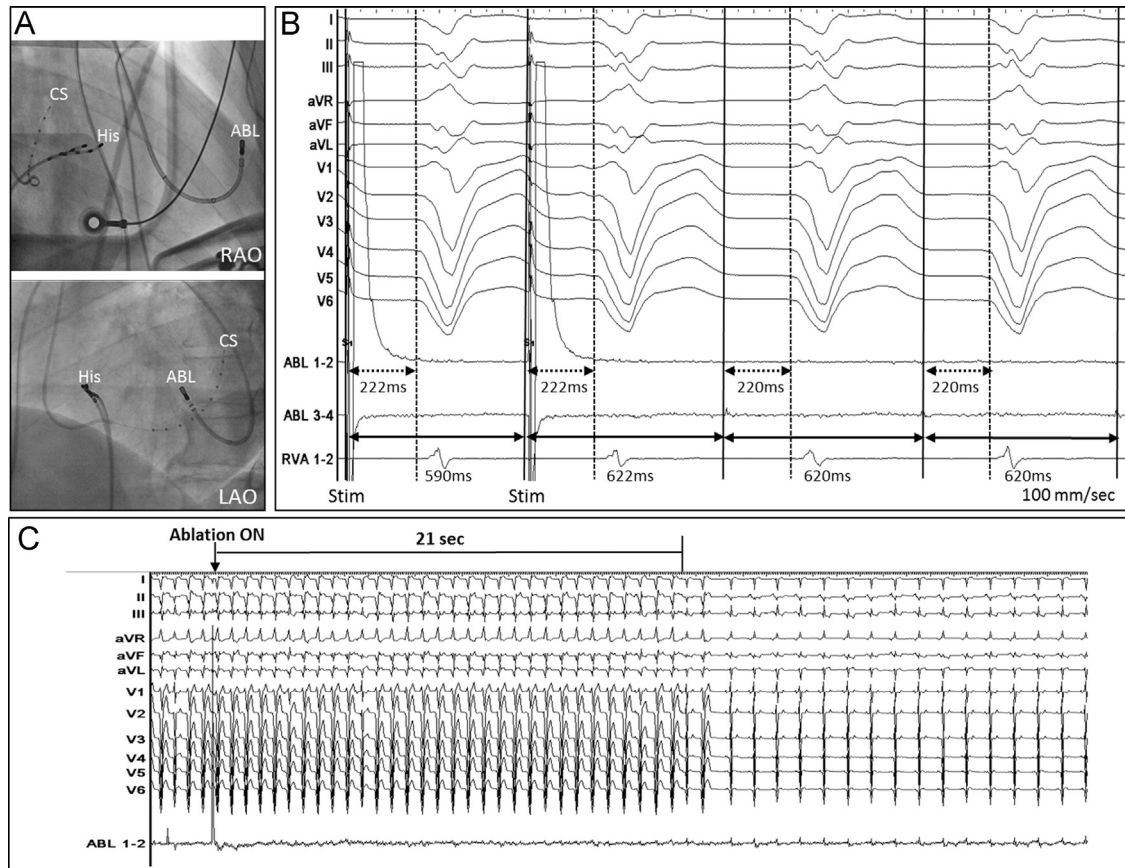 A
CS
His
ABL
RAO
CS
His
ABL
LAO
B
I
II
III
aVR
aVF
aVL
V1
V2
V3
V4
V5
V6
S1
S1
ABL 1-2
222ms
222ms
220ms
220ms
ABL 3-4
RVA 1-2
590ms
622ms
620ms
620ms
Stim
Stim
100 mm/sec
C
Ablation ON
21 sec
I
II
III
aVR
aVF
aVL
V1
V2
V3
V4
V5
V6
ABL 1-2